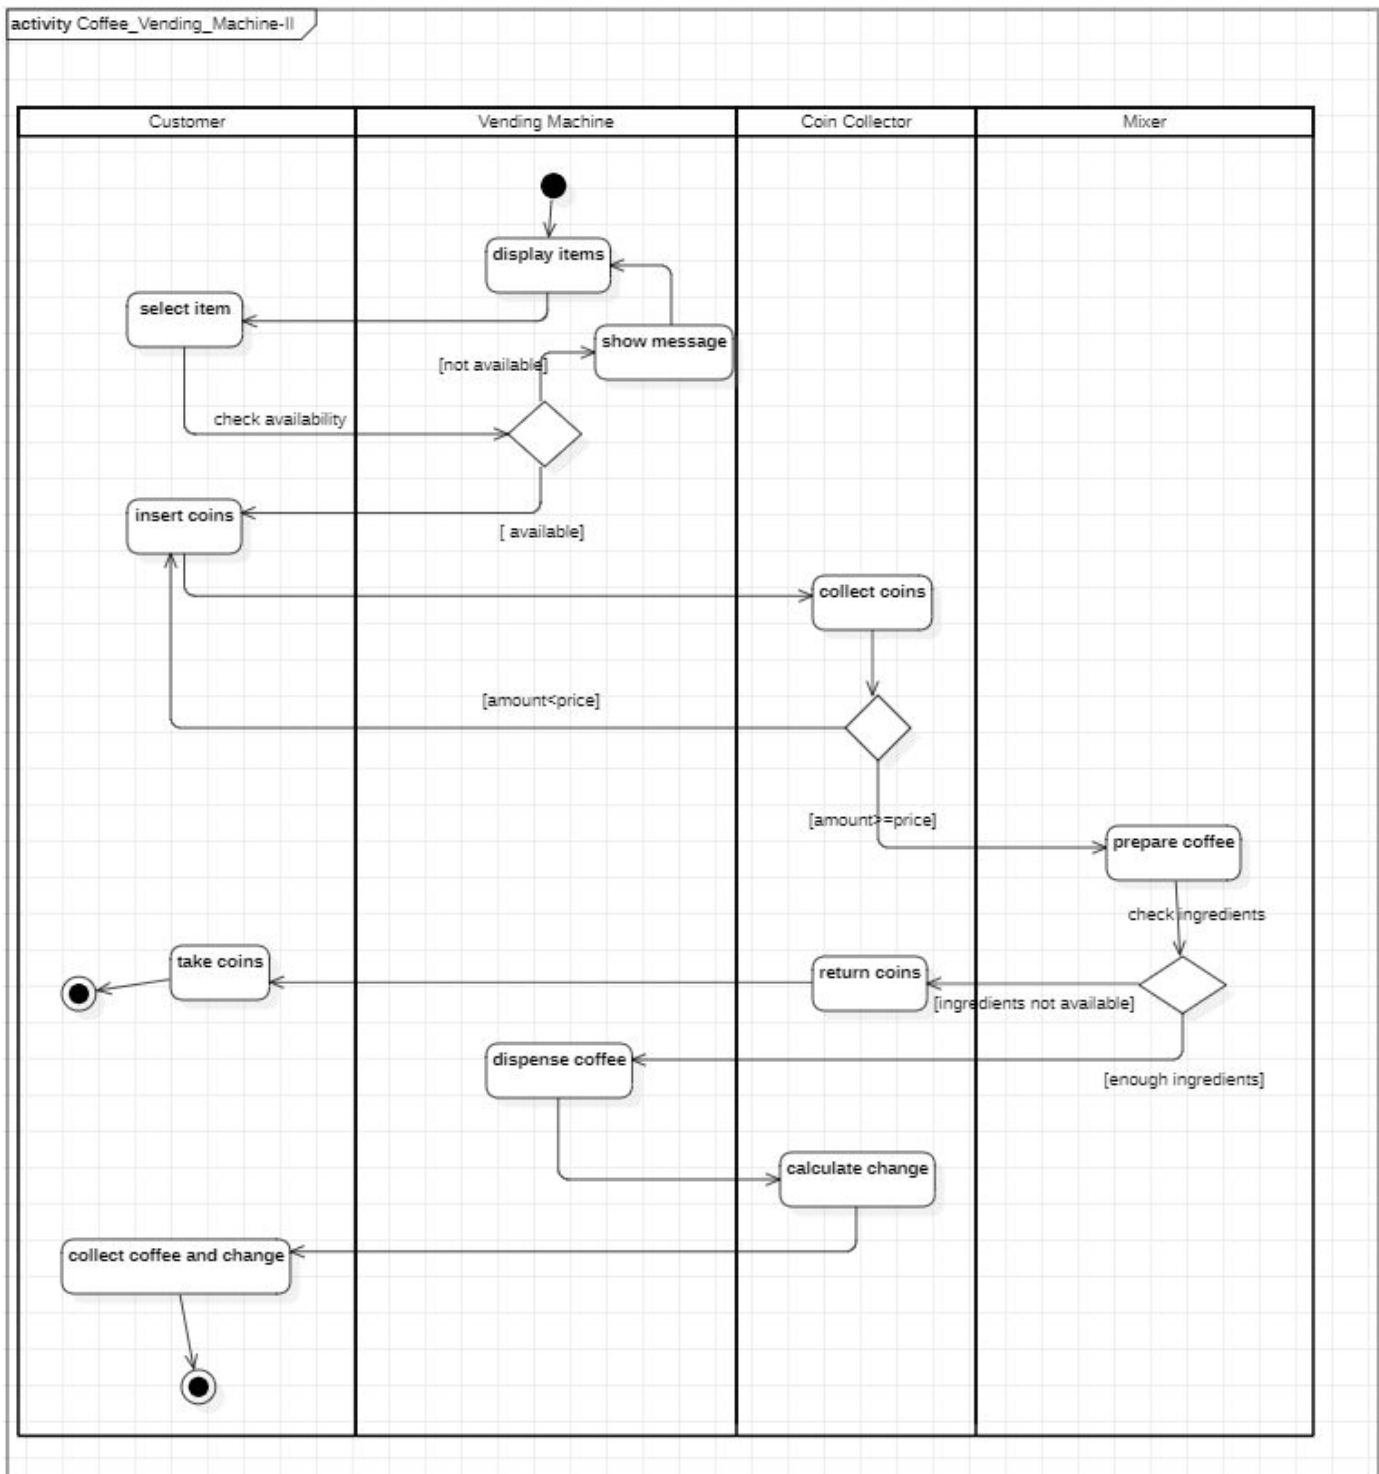 activity Coffee_Vending_Machine-II
Customer
Vending Machine
Coin Collector
Mixer
display items
select item
show message
[not available]
check availability
insert coins
[ available]
collect coins
[amount<price]
[amount>=price]
prepare coffee
check ingredients
take coins
return coins
[ingredients not available]
dispense coffee
[enough ingredients]
calculate change
collect coffee and change